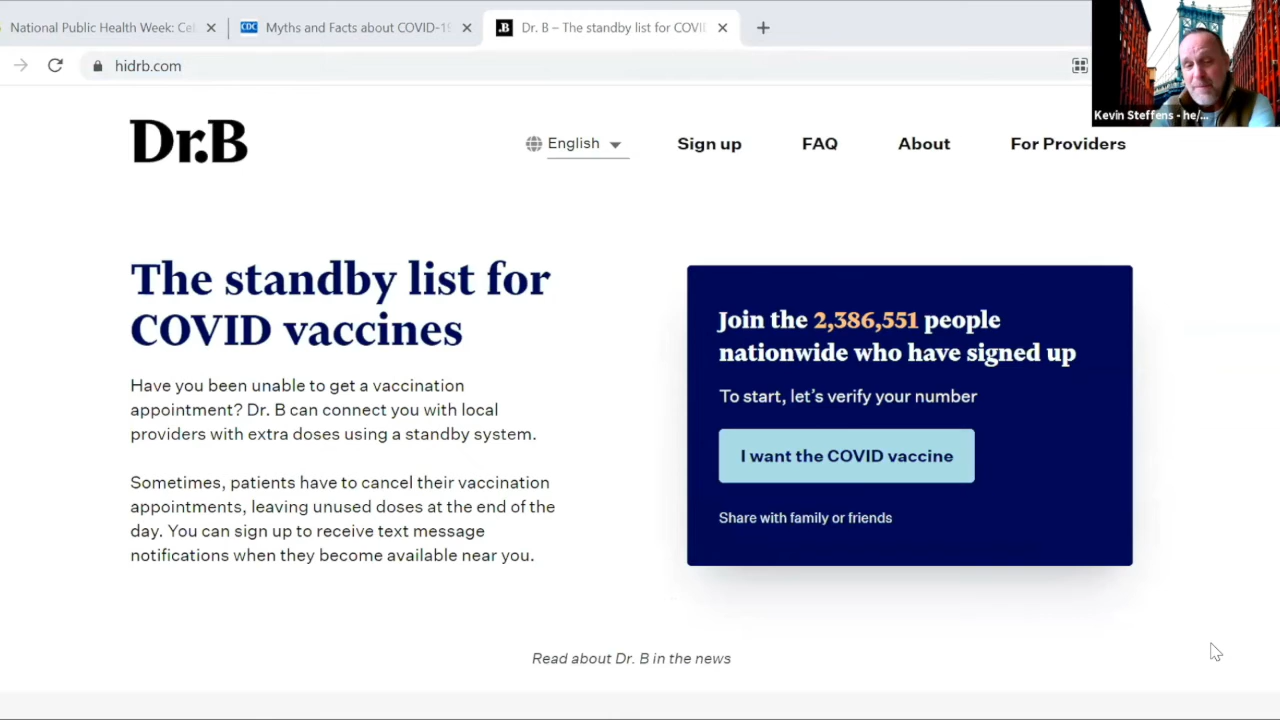 National Public Health Week: Cel
Myths and Facts about COVID-19
Dr. B – The standby list for COVI
hidrb.com
Kevin Steffens - he/...
Dr.B
English
Sign up
FAQ
About
For Providers
The standby list for
COVID vaccines
Have you been unable to get a vaccination
appointment? Dr. B can connect you with local
providers with extra doses using a standby system.
Sometimes, patients have to cancel their vaccination
appointments, leaving unused doses at the end of the
day. You can sign up to receive text message
notifications when they become available near you.
Join the 2,386,551 people
nationwide who have signed up
To start, let’s verify your number
I want the COVID vaccine
Share with family or friends
Read about Dr. B in the news